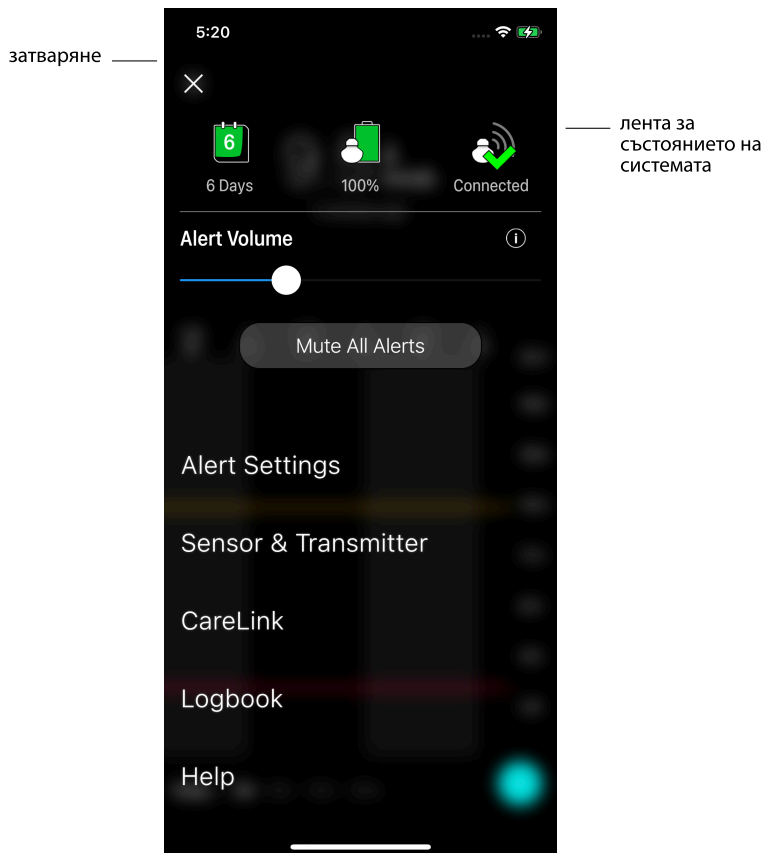 затваряне
5:20
6
6 Days
100%
Connected
лента за
състоянието на
системата
Alert Volume
Mute All Alerts
Alert Settings
Sensor & Transmitter
CareLink
Logbook
Help